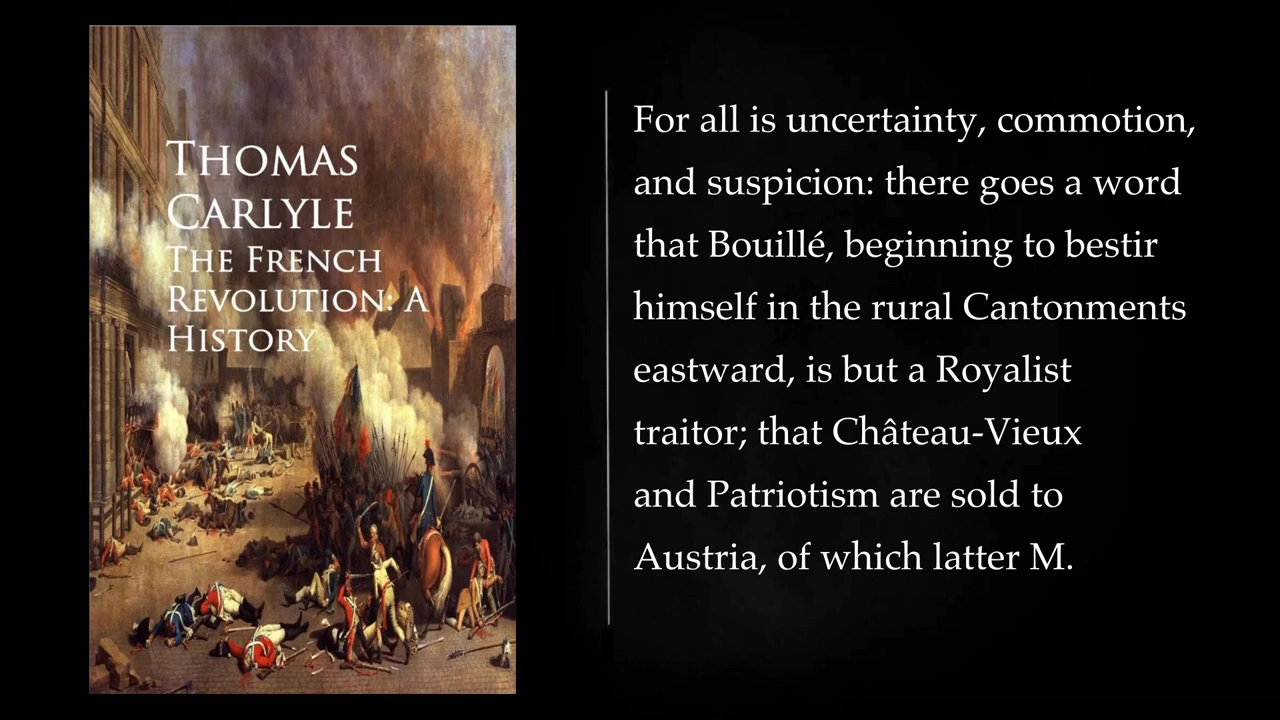 THOMAS
CARLYLE
THE FRENCH
REVOLUTION: A
HISTORY
For all is uncertainty, commotion,
and suspicion: there goes a word
that Bouillé, beginning to bestir
himself in the rural Cantonments
eastward, is but a Royalist
traitor; that Château-Vieux
and Patriotism are sold to
Austria, of which latter M.